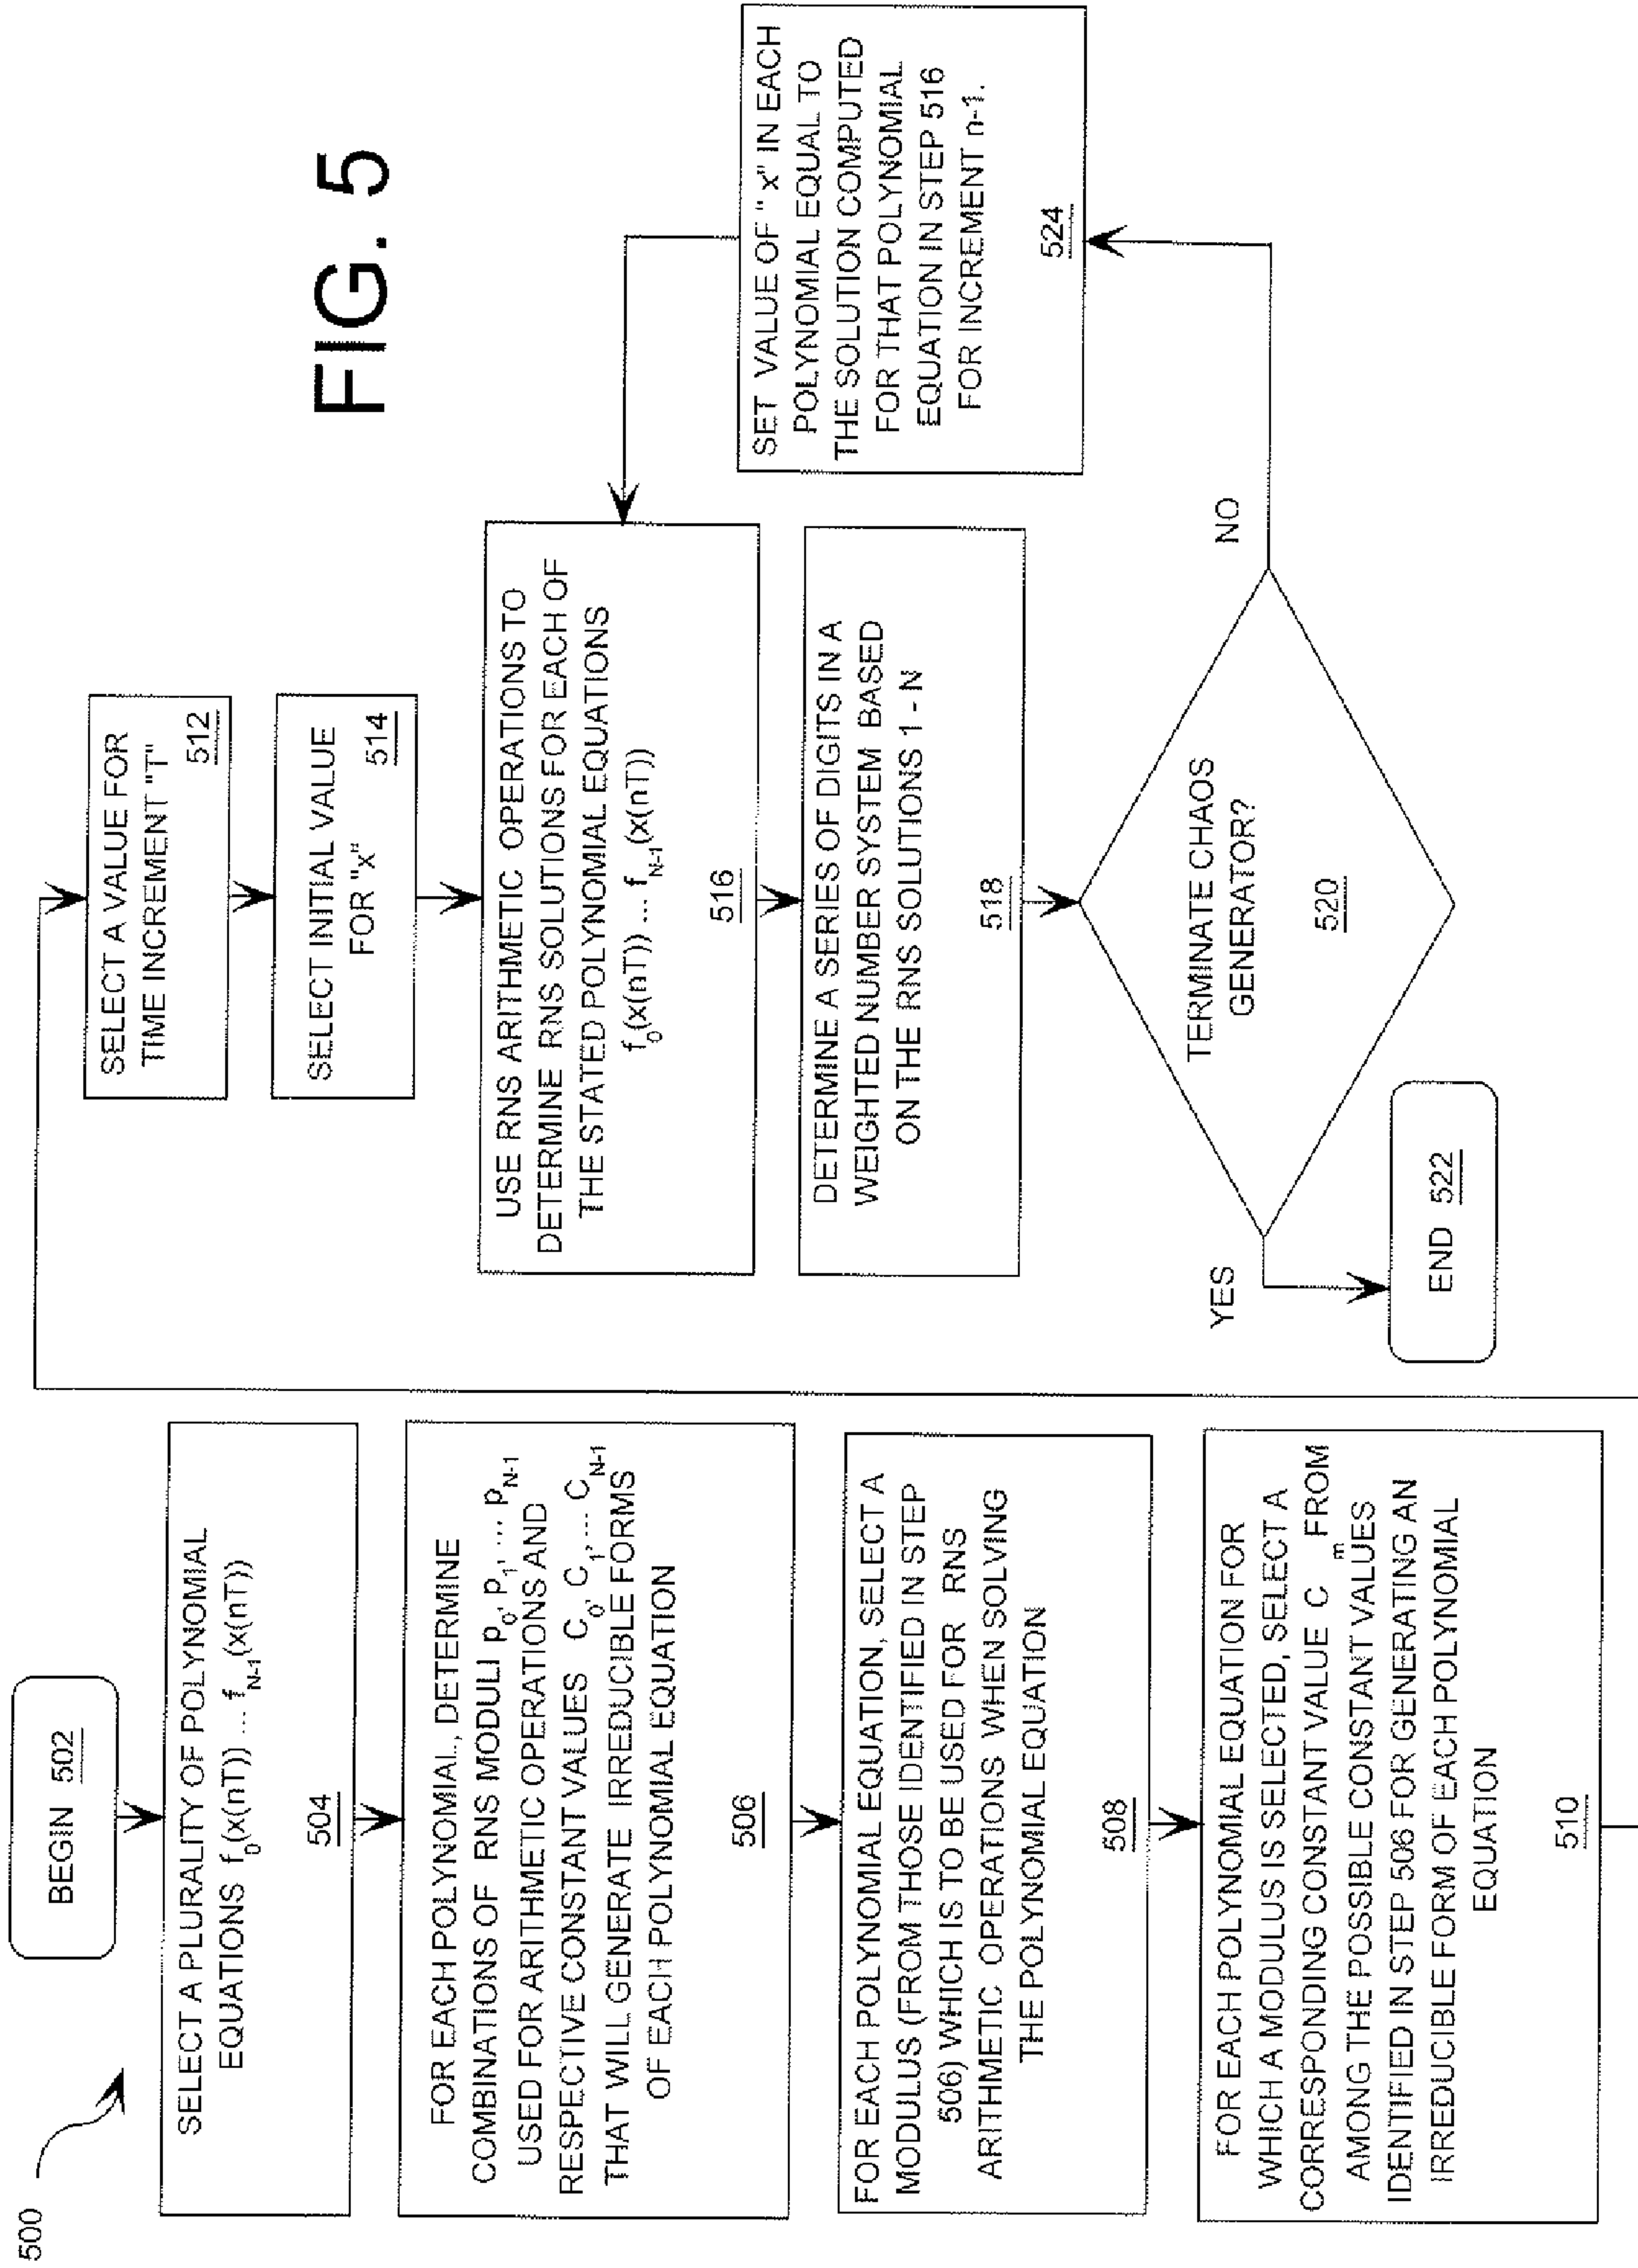 500
BEGIN 502
SELECT A PLURALITY OF POLYNOMIAL
EQUATIONS f0(x(nT)) ... fN-1(x(nT))
504
FOR EACH POLYNOMIAL, DETERMINE
COMBINATIONS OF RNS MODULI p0, p1, ... pN-1
USED FOR ARITHMETIC OPERATIONS AND
RESPECTIVE CONSTANT VALUES C0, C1, ... CN-1
THAT WILL GENERATE IRREDUCIBLE FORMS
OF EACH POLYNOMIAL EQUATION
506
FOR EACH POLYNOMIAL EQUATION, SELECT A
MODULUS (FROM THOSE IDENTIFIED IN STEP
506) WHICH IS TO BE USED FOR RNS
ARITHMETIC OPERATIONS WHEN SOLVING
THE POLYNOMIAL EQUATION
508
FOR EACH POLYNOMIAL EQUATION FOR
WHICH A MODULUS IS SELECTED, SELECT A
CORRESPONDING CONSTANT VALUE Cm FROM
AMONG THE POSSIBLE CONSTANT VALUES
IDENTIFIED IN STEP 506 FOR GENERATING AN
IRREDUCIBLE FORM OF EACH POLYNOMIAL
EQUATION
510
SELECT A VALUE FOR
TIME INCREMENT "T"
512
SELECT INITIAL VALUE
FOR "x"
514
USE RNS ARITHMETIC OPERATIONS TO
DETERMINE RNS SOLUTIONS FOR EACH OF
THE STATED POLYNOMIAL EQUATIONS
f0(x(nT)) ... fN-1(x(nT))
516
DETERMINE A SERIES OF DIGITS IN A
WEIGHTED NUMBER SYSTEM BASED
ON THE RNS SOLUTIONS 1 - N
518
TERMINATE CHAOS
GENERATOR?
520
YES
NO
END 522
SET VALUE OF "x" IN EACH
POLYNOMIAL EQUAL TO
THE SOLUTION COMPUTED
FOR THAT POLYNOMIAL
EQUATION IN STEP 516
FOR INCREMENT n-1.
524
FIG. 5